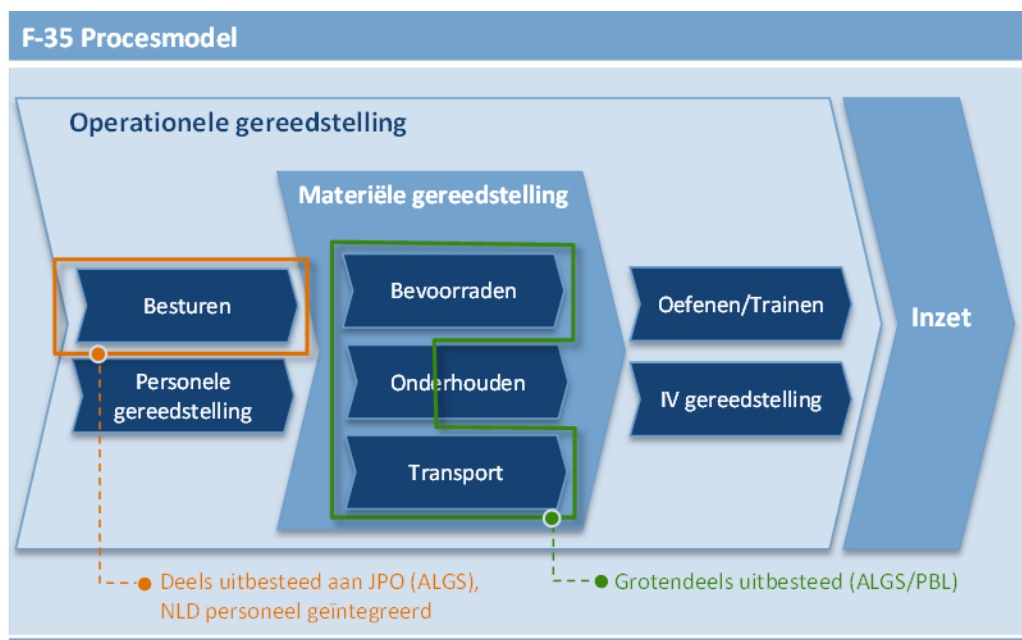 F-35 Procesmodel
Operationele gereedstelling
Materiële gereedstelling
Besturen
Personele
gereedstelling
Bevoorraden
Onderhouden
Transport
Oefenen/Trainen
IV gereedstelling
Inzet
Deels uitbesteed aan JPO (ALGS),
NLD personeel geïntegreerd
Grotendeels uitbesteed (ALGS/PBL)